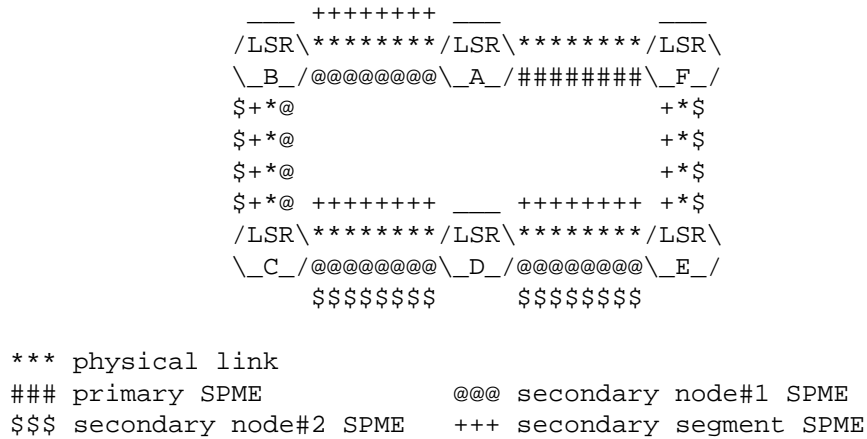 ___ ++++++++ ___          ___
               /LSR\********/LSR\********/LSR\
               \_B_/@@@@@@@@\_A_/########\_F_/
               $+*@                      +*$
               $+*@                      +*$
               $+*@                      +*$
               $+*@ ++++++++ ___ ++++++++ +*$
               /LSR\********/LSR\********/LSR\
               \_C_/@@@@@@@@\_D_/@@@@@@@@\_E_/
                    $$$$$$$$     $$$$$$$$
*** physical link
### primary SPME           @@@ secondary node#1 SPME
$$$ secondary node#2 SPME  +++ secondary segment SPME